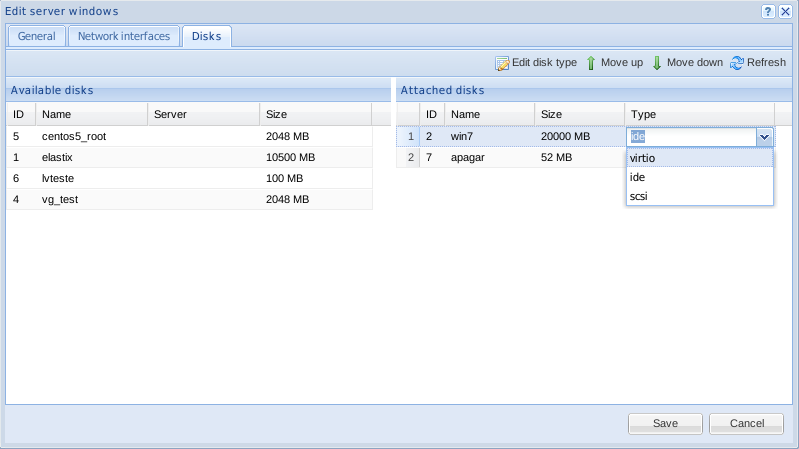 Edit server windows
General Network interfaces Disks
Edit disk type Move up Move down Refresh
Available disks
ID Name Server Size
5 centos5_root 2048 MB
1 elastix 10500 MB
6 lvteste 100 MB
4 vg_test 2048 MB
Attached disks
ID Name Size Type
1 2 win7 20000 MB ide
2 7 apagar 52 MB
virtio
ide
scsi
Save Cancel